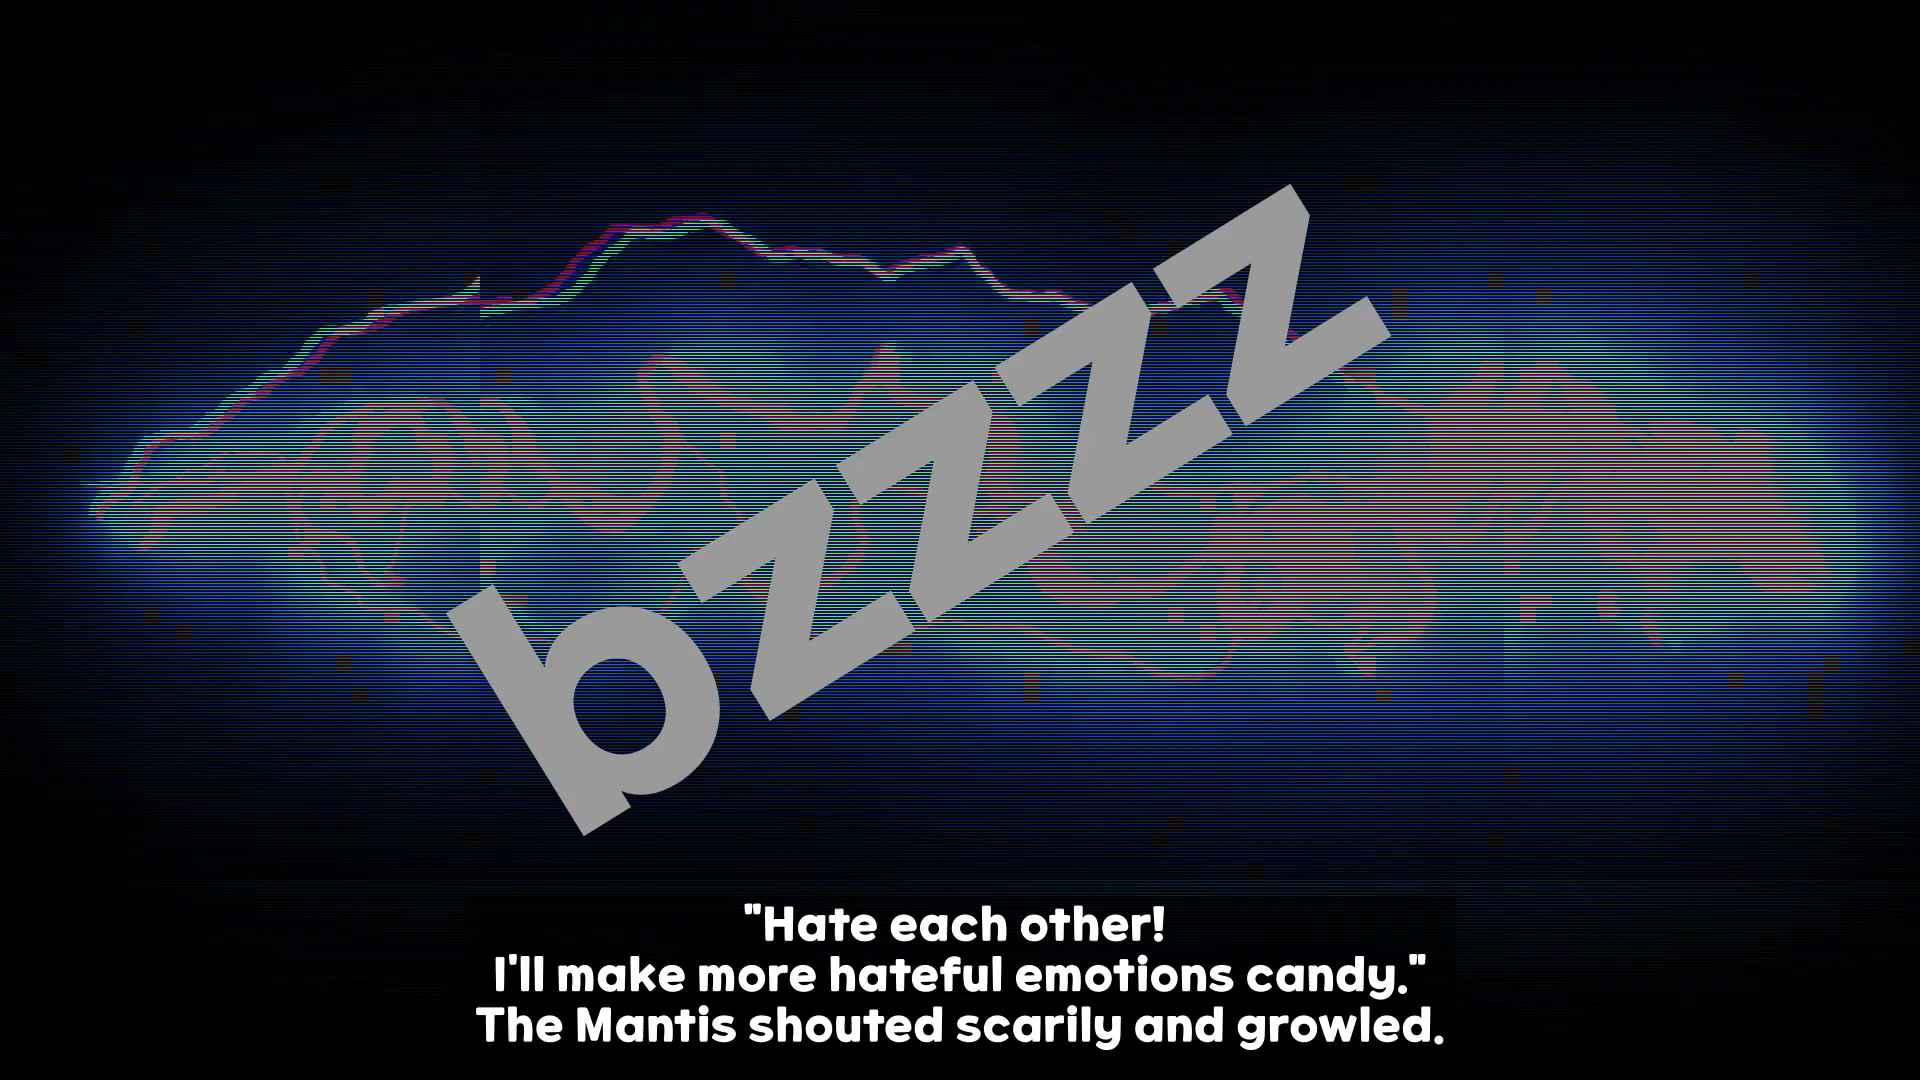 bzzzz
"Hate each other!
I'll make more hateful emotions candy."
The Mantis shouted scarily and growled.